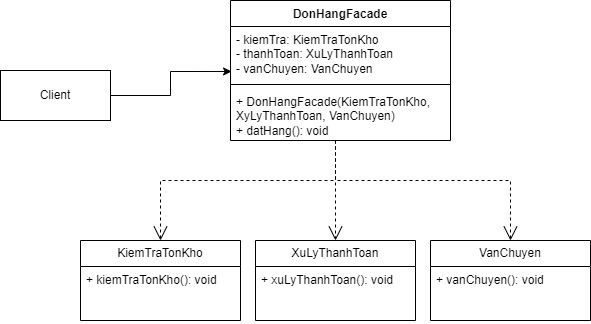 DonHangFacade
- kiemTra: KiemTraTonKho
- thanhToan: XuLyThanhToan
- vanChuyen: VanChuyen
Client
+ DonHangFacade(KiemTraTonKho,
XyLyThanhToan, VanChuyen)
+ datHang(): void
KiemTraTonKho
XuLyThanhToan
VanChuyen
+ kiemTraTonKho(): void
+ xuLyThanhToan(): void
+ vanChuyen(): void